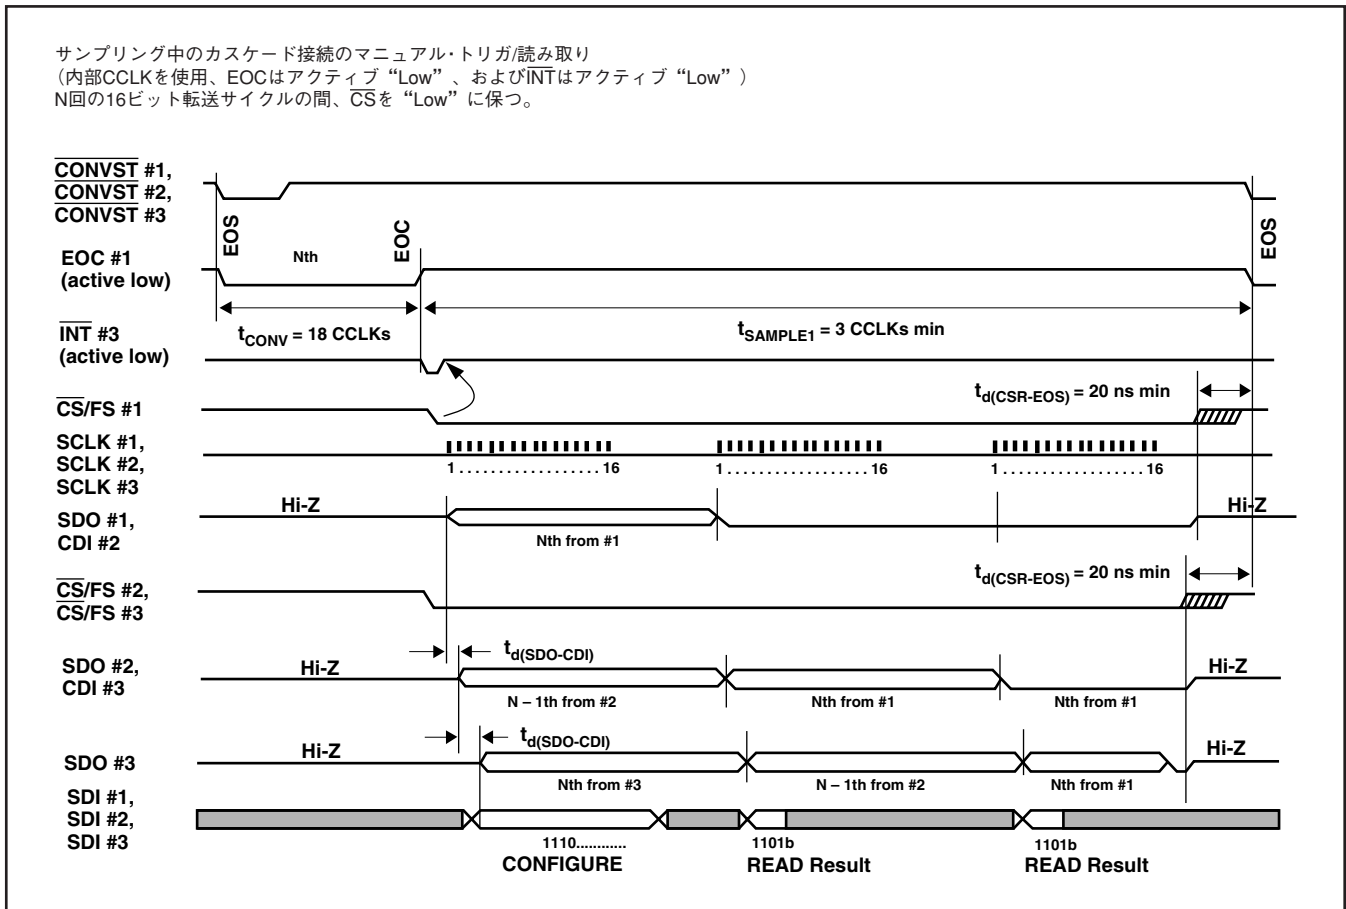 サンプリング中のカスケード接続のマニュアル・トリガ/読み取り
（内部CCLKを使用、EOCはアクティブ“Low”、およびINTはアクティブ“Low”）
N回の16ビット転送サイクルの間、CSを“Low”に保つ。
CONVST #1,
CONVST #2,
CONVST #3
EOS
EOC
EOS
EOC #1
(active low)
Nth
tCONV = 18 CCLKs
tSAMPLE1 = 3 CCLKs min
INT #3
(active low)
td(CSR-EOS) = 20 ns min
CS/FS #1
SCLK #1,
SCLK #2,
SCLK #3
1 . . . . . . . . . . . . . . . . . . 16
1 . . . . . . . . . . . . . . . . . . 16
1 . . . . . . . . . . . . . . . . . . 16
Hi-Z
Hi-Z
SDO #1,
CDI #2
Nth from #1
td(CSR-EOS) = 20 ns min
CS/FS #2,
CS/FS #3
td(SDO-CDI)
SDO #2,
CDI #3
Hi-Z
Hi-Z
N – 1th from #2
Nth from #1
Nth from #1
td(SDO-CDI)
SDO #3
Hi-Z
Hi-Z
Nth from #3
N – 1th from #2
Nth from #1
SDI #1,
SDI #2,
SDI #3
1110............
CONFIGURE
1101b
READ Result
1101b
READ Result